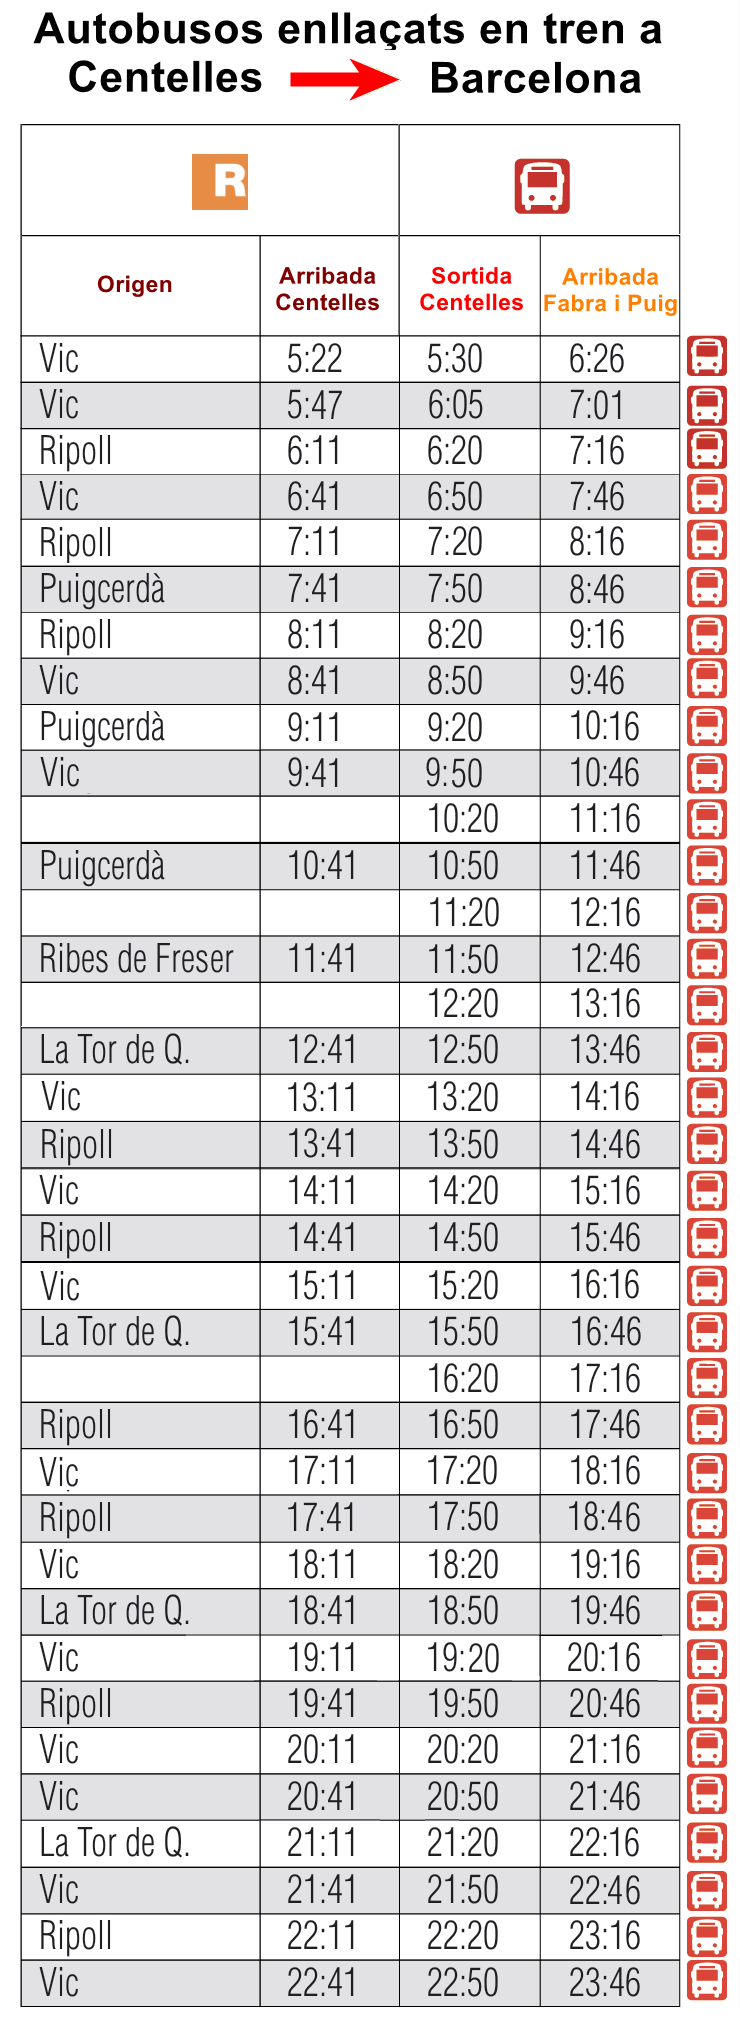 Autobusos enllaçats en tren a
Centelles Barcelona
R
Origen Arribada Centelles Sortida Centelles Arribada Fabra i Puig
Vic 5:22 5:30 6:26
Vic 5:47 6:05 7:01
Ripoll 6:11 6:20 7:16
Vic 6:41 6:50 7:46
Ripoll 7:11 7:20 8:16
Puigcerdà 7:41 7:50 8:46
Ripoll 8:11 8:20 9:16
Vic 8:41 8:50 9:46
Puigcerdà 9:11 9:20 10:16
Vic 9:41 9:50 10:46
10:20 11:16
Puigcerdà 10:41 10:50 11:46
11:20 12:16
Ribes de Freser 11:41 11:50 12:46
12:20 13:16
La Tor de Q. 12:41 12:50 13:46
Vic 13:11 13:20 14:16
Ripoll 13:41 13:50 14:46
Vic 14:11 14:20 15:16
Ripoll 14:41 14:50 15:46
Vic 15:11 15:20 16:16
La Tor de Q. 15:41 15:50 16:46
16:20 17:16
Ripoll 16:41 16:50 17:46
Vic 17:11 17:20 18:16
Ripoll 17:41 17:50 18:46
Vic 18:11 18:20 19:16
La Tor de Q. 18:41 18:50 19:46
Vic 19:11 19:20 20:16
Ripoll 19:41 19:50 20:46
Vic 20:11 20:20 21:16
Vic 20:41 20:50 21:46
La Tor de Q. 21:11 21:20 22:16
Vic 21:41 21:50 22:46
Ripoll 22:11 22:20 23:16
Vic 22:41 22:50 23:46